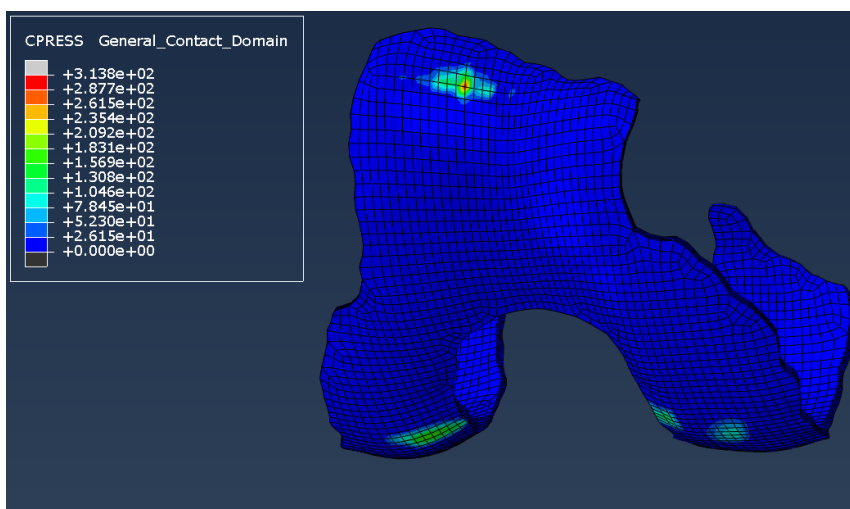 CPRESS General_Contact_Domain
+3.138e+02
+2.877e+02
+2.615e+02
+2.354e+02
+2.092e+02
+1.831e+02
+1.569e+02
+1.308e+02
+1.046e+02
+7.845e+01
+5.230e+01
+2.615e+01
+0.000e+00